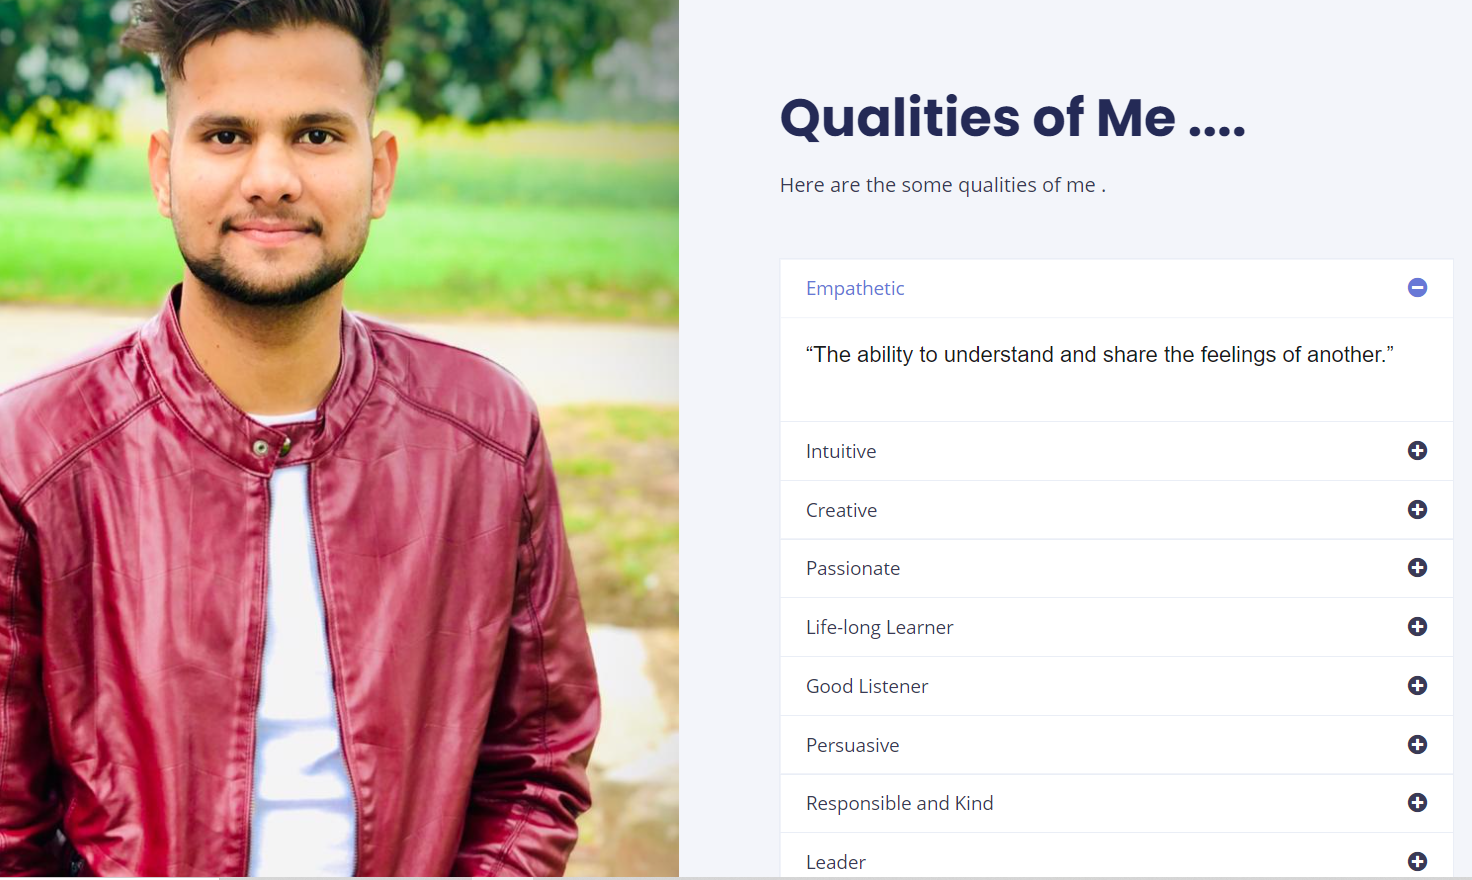 Qualities of Me ....
Here are the some qualities of me .
Empathetic
“The ability to understand and share the feelings of another.”
Intuitive
Creative
Passionate
Life-long Learner
Good Listener
Persuasive
Responsible and Kind
Leader